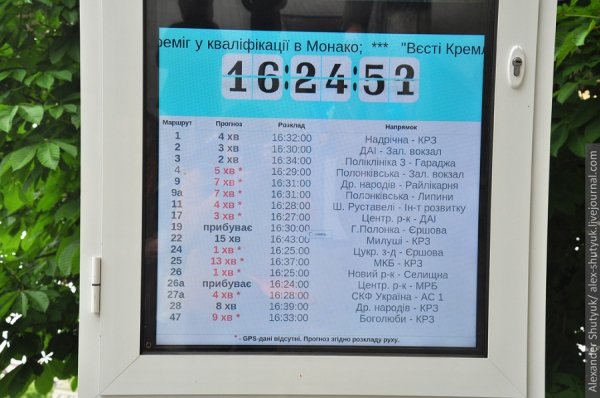 реміг у кваліфікації в Монако; *** "Вєсті Кремл
16:24:52
Маршрут Прогноз Розклад Напрямок
1 4 хв 16:32:00 Надрічна - КРЗ
2 3 хв 16:30:00 ДАІ - Зал. вокзал
3 2 хв 16:34:00 Поліклініка 3 - Гаражда
4 5 хв * 16:29:00 Полонківська - Зал. вокзал
9 7 хв * 16:31:00 Др. народів - Райлікарня
9а 7 хв * 16:31:00 Полонківська - Липини
11 4 хв * 16:28:00 Ш. Руставелі - Ін-т розвитку
17 3 хв * 16:27:00 Центр. р-к - ДАІ
19 прибуває 16:30:00 Г.Полонка - Єршова
22 15 хв 16:43:00 Милуші - КРЗ
24 1 хв * 16:25:00 Цукр. з-д - Єршова
25 13 хв * 16:37:00 МКБ - КРЗ
26 1 хв * 16:25:00 Новий р-к - Селищна
26а прибуває 16:24:00 Центр. р-к - МРБ
27а 4 хв * 16:28:00 СКФ Україна - АС 1
28 8 хв 16:39:00 Др. народів - КРЗ
47 9 хв * 16:33:00 Боголюби - КРЗ
* - GPS-дані відсутні. Прогноз згідно розкладу руху.
Alexander Shutyuk/ alex-shutyuk.livejournal.com